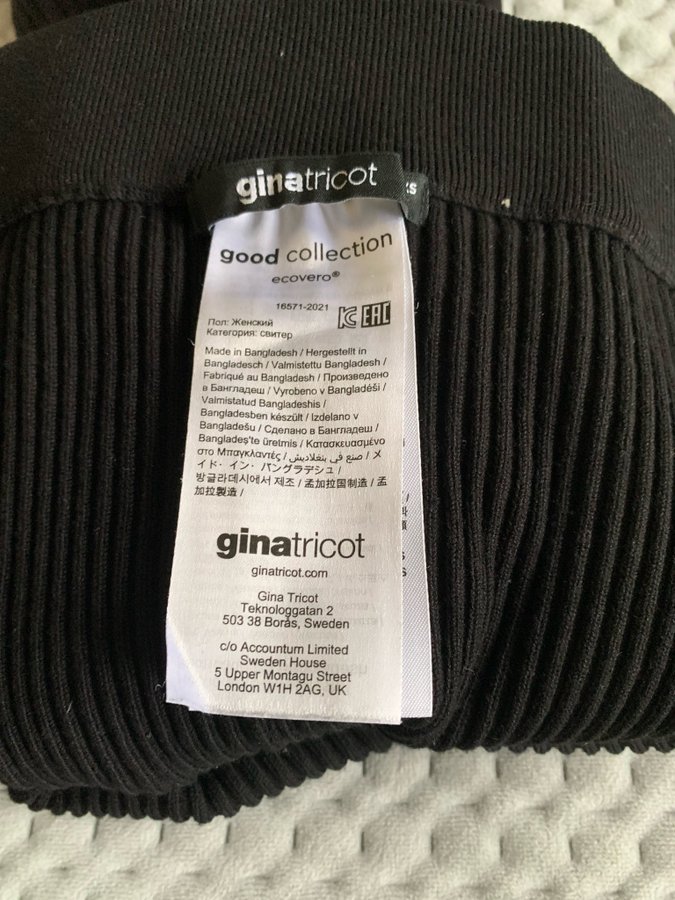 ginatricot
xs
good collection
ecovero®
16571-2021
EAC
Пол: Женский
Категория: свитер
Made in Bangladesh / Hergestellt in
Bangladesch / Valmistettu Bangladesh /
Fabriqué au Bangladesh / Произведено
в Бангладеш / Vyrobeno v Bangladéši /
Valmistatud Bangladeshis /
Bangladesben készült / Izdelano v
Bangladešu / Сделано в Бангладеш /
Bangladeş'te üretmis / Κατασκευασμένο
στο Μπαγκλαντές / صنع في بنغلاديش / メ
イド・イン・バングラデシュ /
방글라데시에서 제조 / 孟加拉国制造 / 孟
加拉製造 /
ginatricot
ginatricot.com
Gina Tricot
Teknologgatan 2
503 38 Borås, Sweden
c/o Accountum Limited
Sweden House
5 Upper Montagu Street
London W1H 2AG, UK